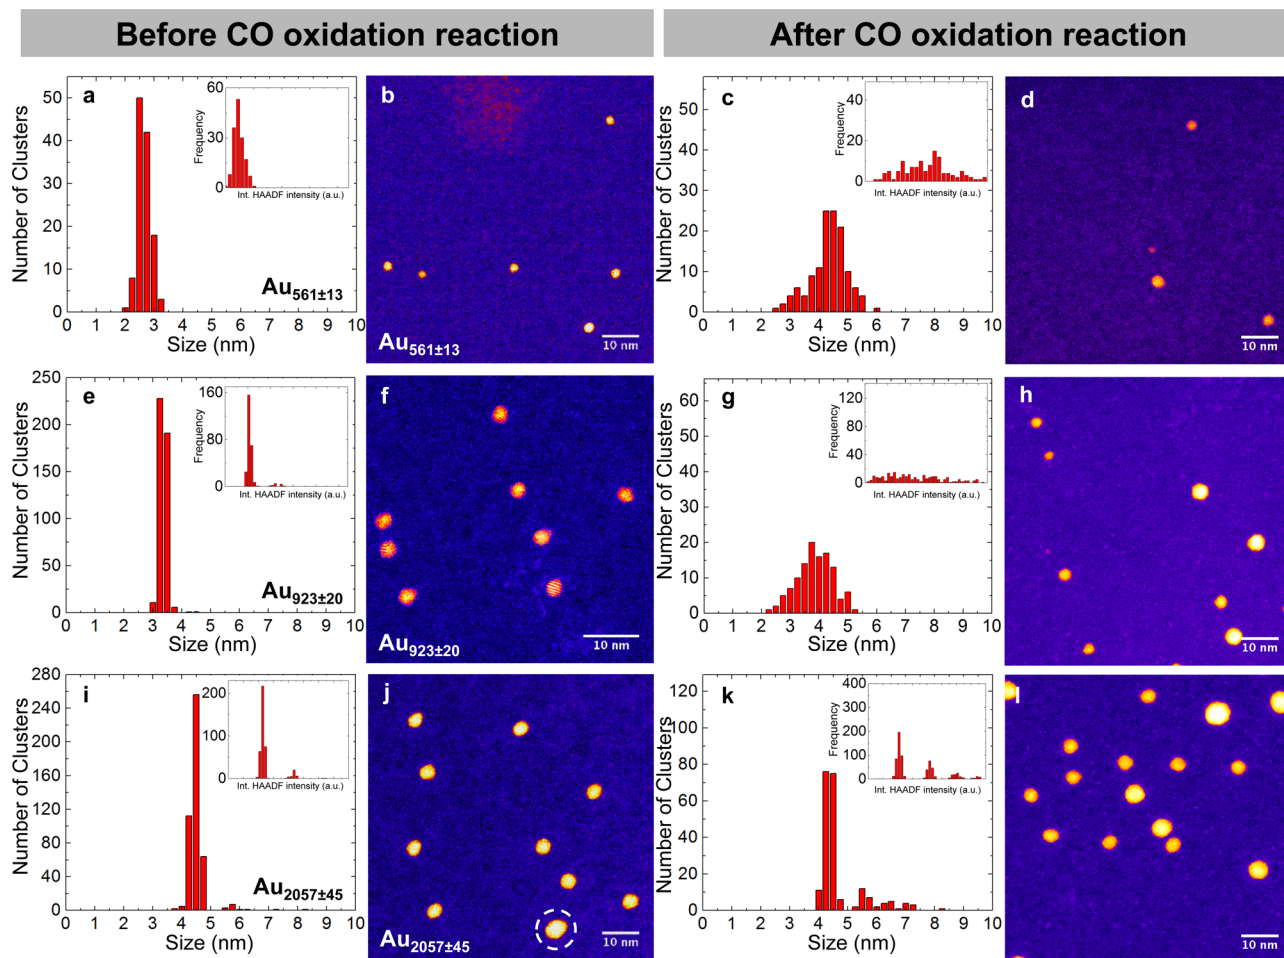 Before CO oxidation reaction
After CO oxidation reaction
a
Number of Clusters
50
40
30
20
10
0
0 1 2 3 4 5 6 7 8 9 10
Size (nm)
Au561±13
Frequency
60
30
0
Int. HAADF intensity (a.u.)
b
Au561±13
10 nm
c
Number of Clusters
55
50
45
40
35
30
25
20
15
10
5
0
0 1 2 3 4 5 6 7 8 9 10
Size (nm)
Frequency
40
20
0
Int. HAADF intensity (a.u.)
d
10 nm
e
Number of Clusters
250
200
150
100
50
0
0 1 2 3 4 5 6 7 8 9 10
Size (nm)
Au923±20
Frequency
160
80
0
Int. HAADF intensity (a.u.)
f
Au923±20
10 nm
g
Number of Clusters
60
50
40
30
20
10
0
0 1 2 3 4 5 6 7 8 9 10
Size (nm)
Frequency
120
80
40
0
Int. HAADF intensity (a.u.)
h
10 nm
i
Number of Clusters
280
240
200
160
120
80
40
0
0 1 2 3 4 5 6 7 8 9 10
Size (nm)
Au2057±45
Frequency
200
100
0
Int. HAADF intensity (a.u.)
j
Au2057±45
10 nm
k
Number of Clusters
120
100
80
60
40
20
0
0 1 2 3 4 5 6 7 8 9 10
Size (nm)
Frequency
400
300
200
100
0
Int. HAADF intensity (a.u.)
l
10 nm